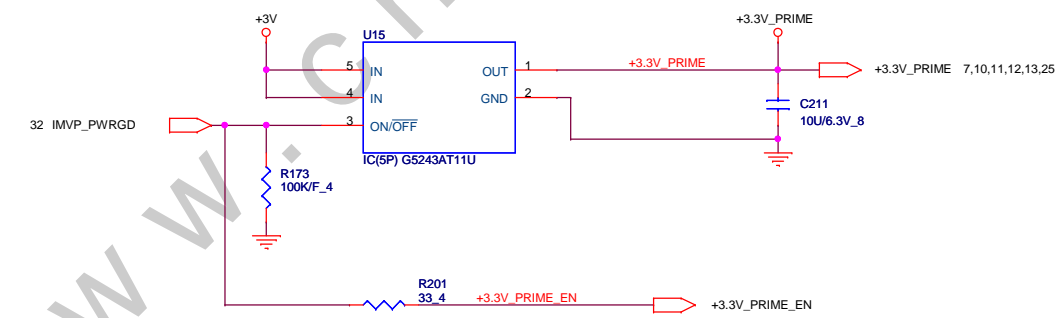 +3V
+3.3V_PRIME
U15
5 IN
OUT 1
+3.3V_PRIME
+3.3V_PRIME 7,10,11,12,13,25
4 IN
GND 2
C211
10U/6.3V_8
32 IMVP_PWRGD
3 ON/OFF
IC(5P) G5243AT11U
R173
100K/F_4
R201
33_4
+3.3V_PRIME_EN
+3.3V_PRIME_EN
w w . c